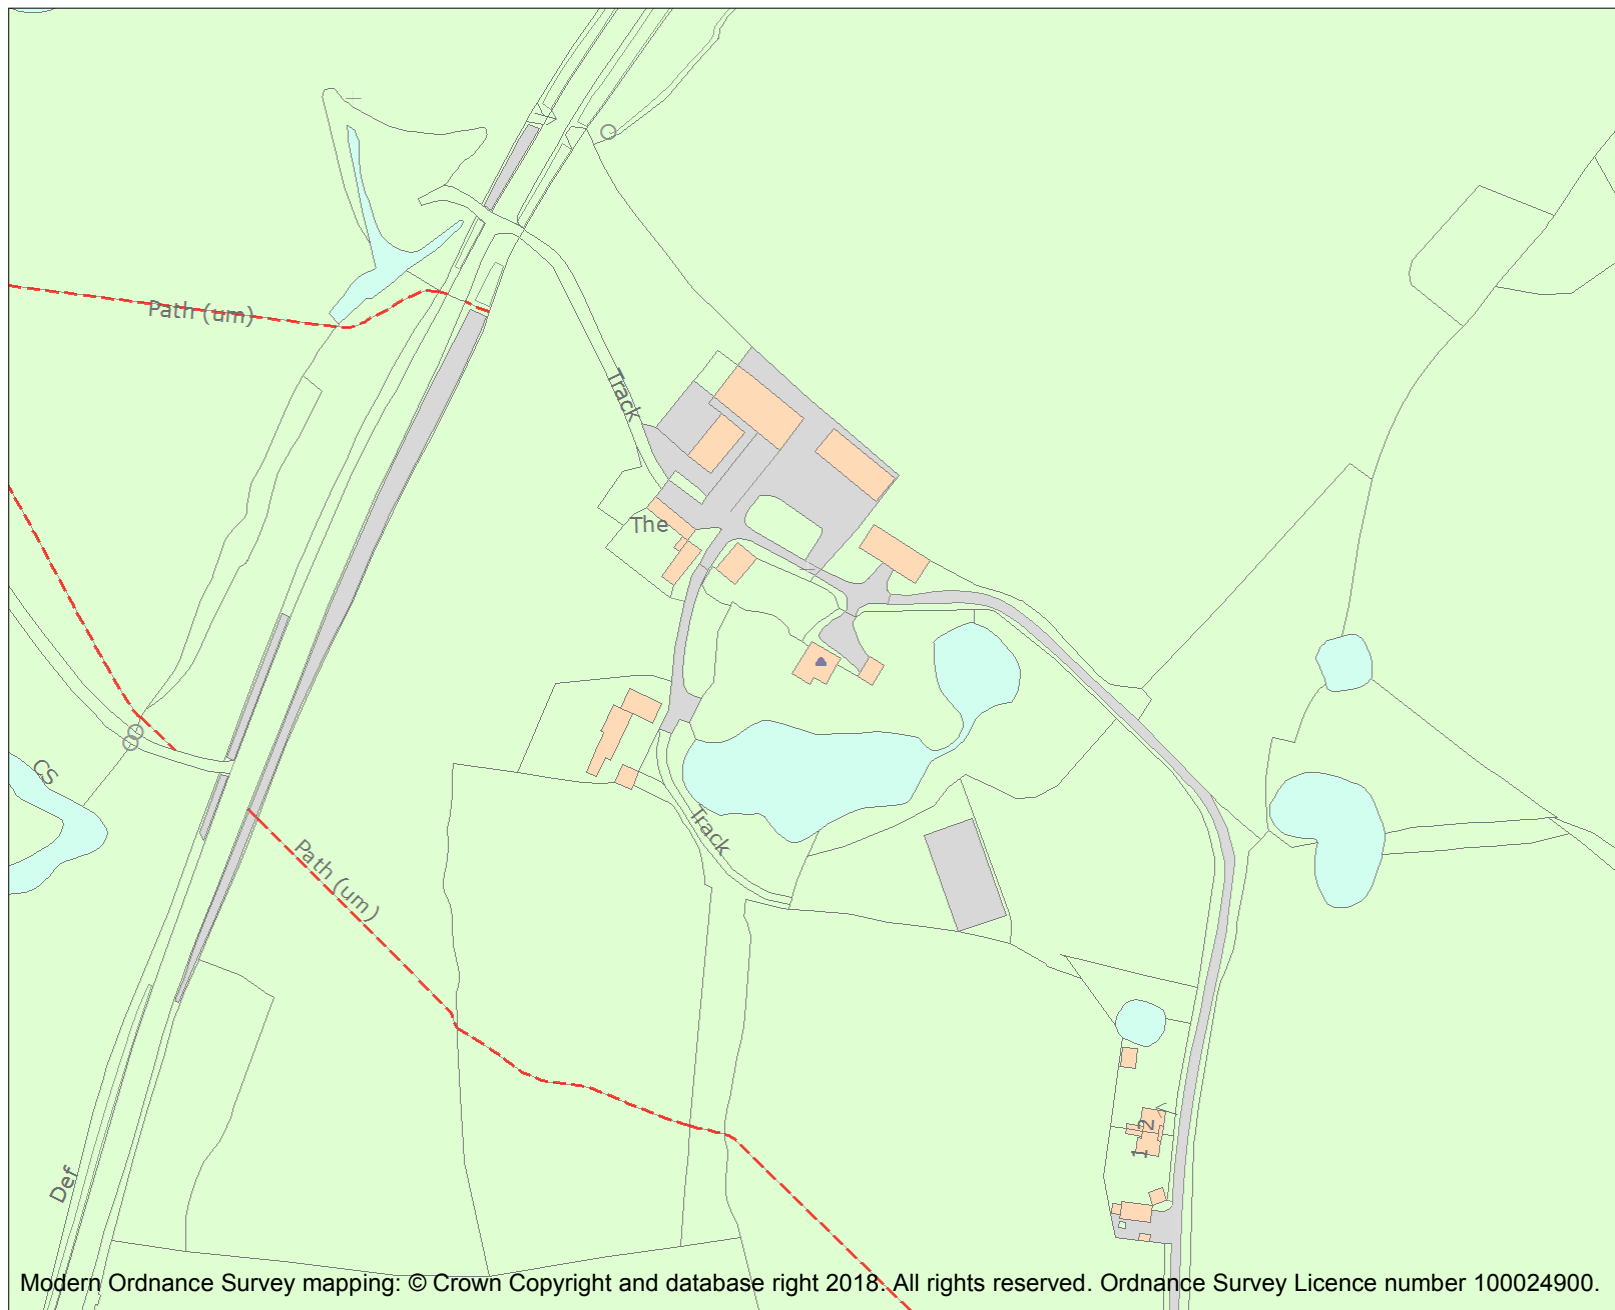 Path (um)
Track
The
CS
Track
Path (um)
2
1
Def
Modern Ordnance Survey mapping: © Crown Copyright and database right 2018. All rights reserved. Ordnance Survey Licence number 100024900.